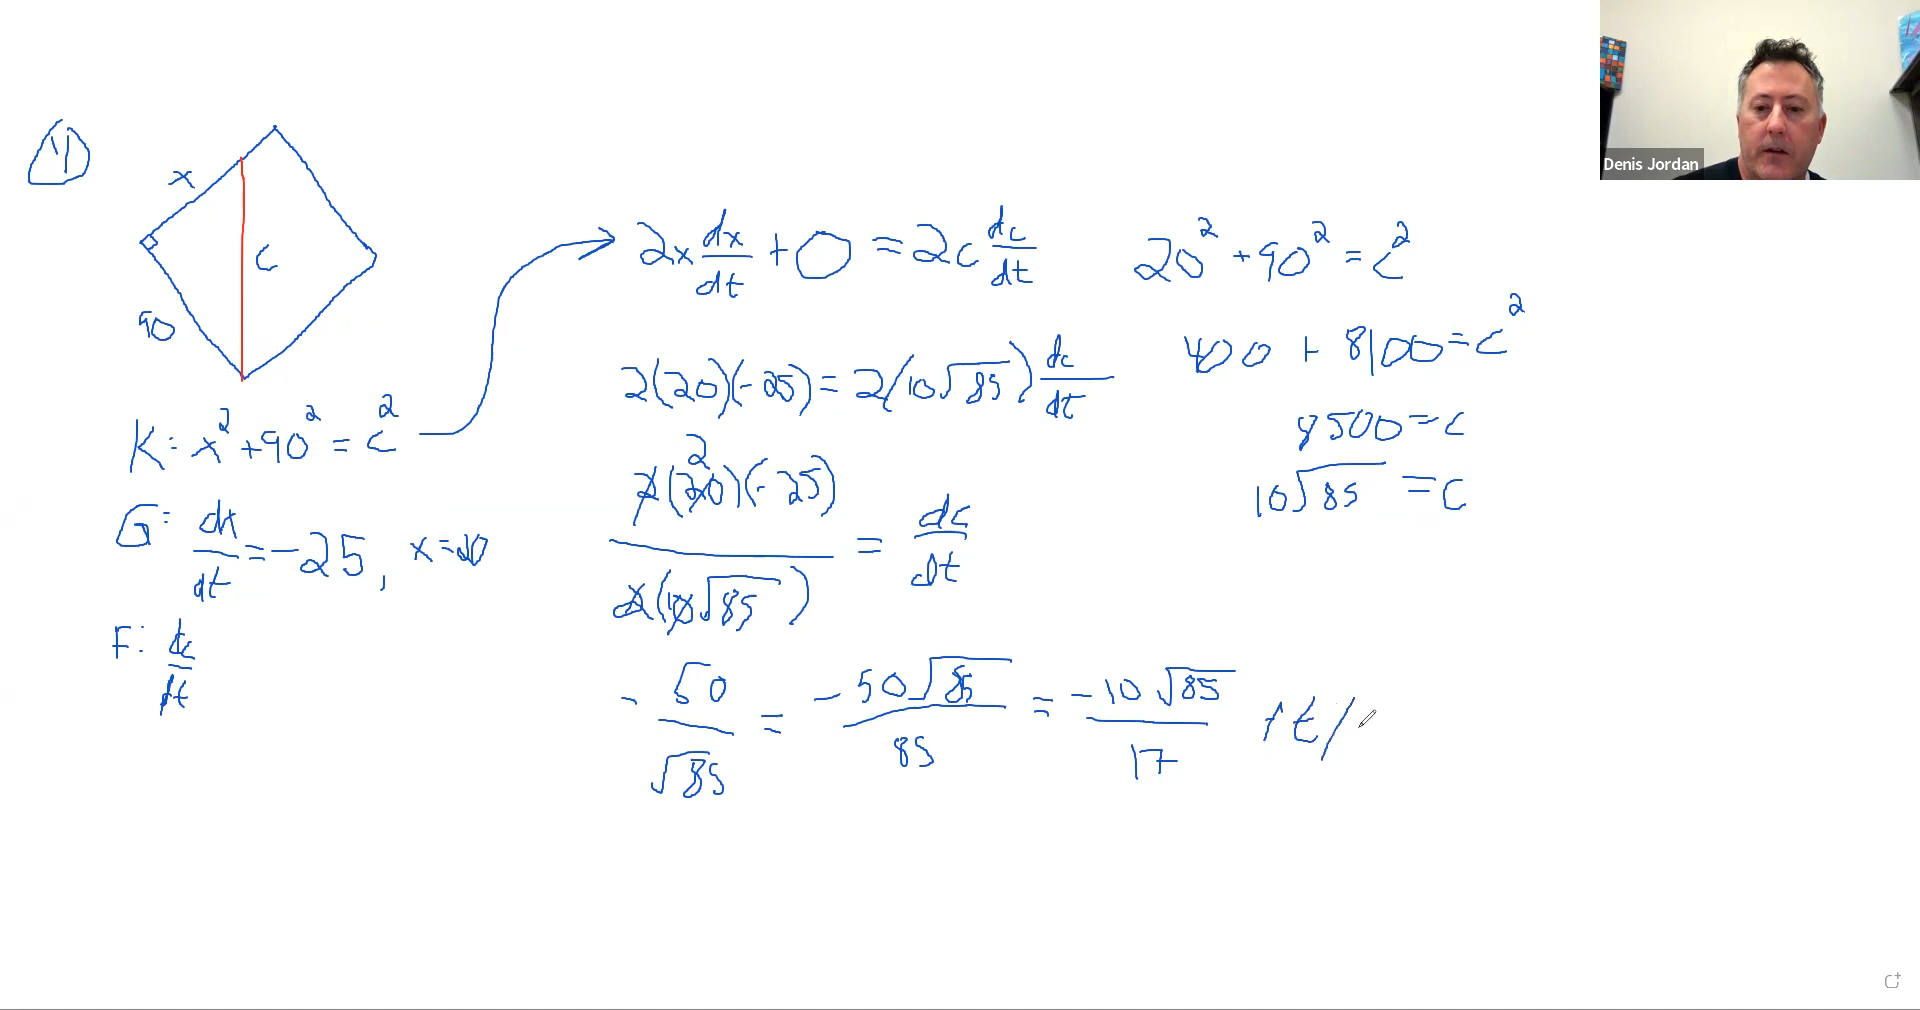 4
x
c
90
K: x² + 90² = c²
G: dx/dt = -25, x = 20
F: dc/dt
2x dx/dt + 0 = 2c dc/dt
2(20)(-25) = 2(10√85) dc/dt
2
2(20)(-25) / 2(10√85) = dc/dt
- 50/√85 = -50√85/85 = -10√85/17 ft/
20² + 90² = c²
400 + 8100 = c²
8500 = c
10√85 = c
Denis Jordan